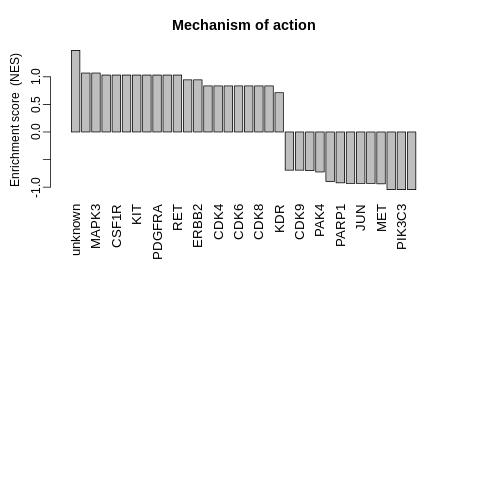 Mechanism of action
Enrichment score  (NES)
1.0
0.5
0.0
-1.0
unknown
MAPK3
CSF1R
KIT
PDGFRA
RET
ERBB2
CDK4
CDK6
CDK8
KDR
CDK9
PAK4
PARP1
JUN
MET
PIK3C3